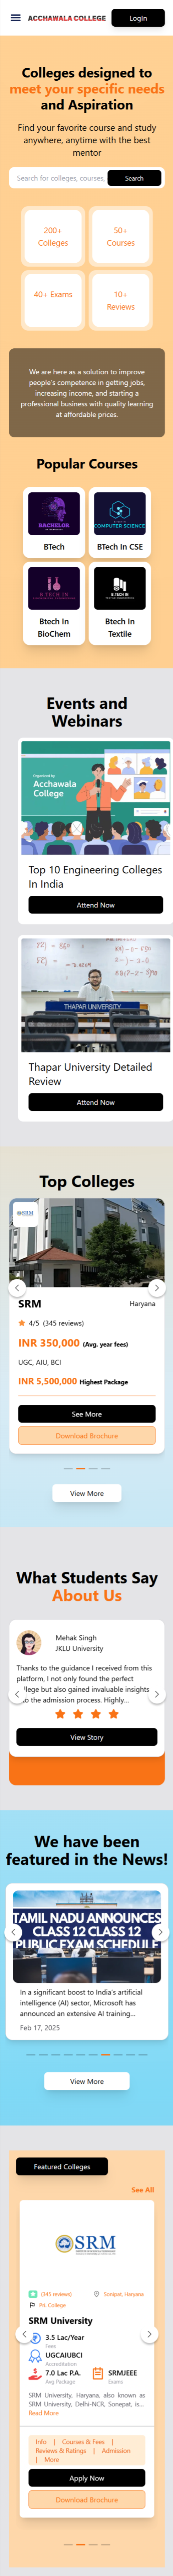 ACCHAWALA COLLEGE
LogIn
Colleges designed to
meet your specific needs
and Aspiration
Find your favorite course and study
anywhere, anytime with the best
mentor
Search for colleges, courses,
Search
200+
Colleges
50+
Courses
40+ Exams
10+
Reviews
We are here as a solution to improve
people's competence in getting jobs,
increasing income, and starting a
professional business with quality learning
at affordable prices.
Popular Courses
BACHELOR
BTech
COMPUTER SCIENCE
BTech In CSE
B.TECH IN
Btech In
BioChem
B.TECH IN
Btech In
Textile
Events and
Webinars
Acchawala
College
Top 10 Engineering Colleges
In India
Attend Now
THAPAR UNIVERSITY
Thapar University Detailed
Review
Attend Now
Top Colleges
SRM
SRM
Haryana
4/5 (345 reviews)
INR 350,000 (Avg. year fees)
UGC, AIU, BCI
INR 5,500,000 Highest Package
See More
Download Brochure
View More
What Students Say
About Us
Mehak Singh
JKLU University
Thanks to the guidance I received from this
platform, I not only found the perfect
college but also gained invaluable insights
the admission process. Highly...
View Story
We have been
featured in the News!
TAMIL NADU ANNOUNCES
CLASS 12 CLASS 12
PUBLIC EXAM SCHEDULE
In a significant boost to India's artificial
intelligence (AI) sector, Microsoft has
announced an extensive AI training...
Feb 17, 2025
View More
Featured Colleges
See All
SRM
(345 reviews)
Sonipat, Haryana
Pvt. College
SRM University
3.5 Lac/Year
Fees
UGCAIUBCI
Accreditation
7.0 Lac P.A.
Avg Package
SRMJEEE
Exams
SRM University, Haryana, also known as
SRM University, Delhi-NCR, Sonepat, is...
Read More
Info | Courses & Fees |
Reviews & Ratings | Admission
| More
Apply Now
Download Brochure